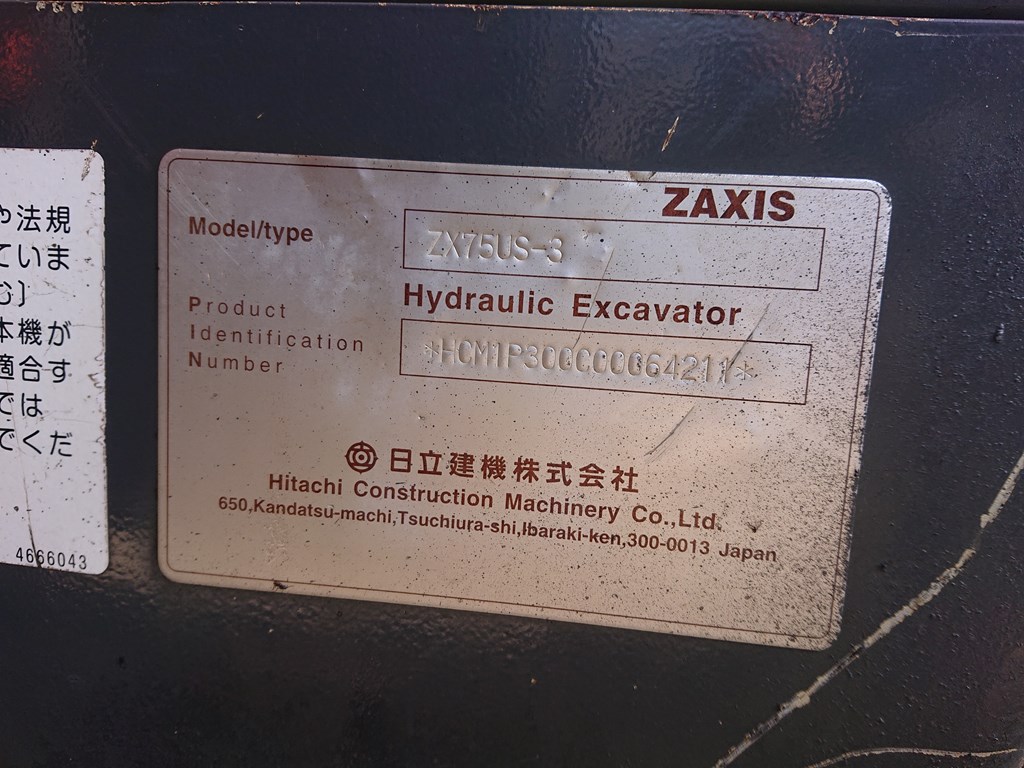 や法規
ていま
む〕
本機が
適合す
では
でくだ
4666043
ZAXIS
Model/type
ZX75US-3
Hydraulic Excavator
Product
Identification
Number
*HCM1P300C00064211*
日立建機株式会社
Hitachi Construction Machinery Co.,Ltd.
650,Kandatsu-machi,Tsuchiura-shi,Ibaraki-ken,300-0013 Japan